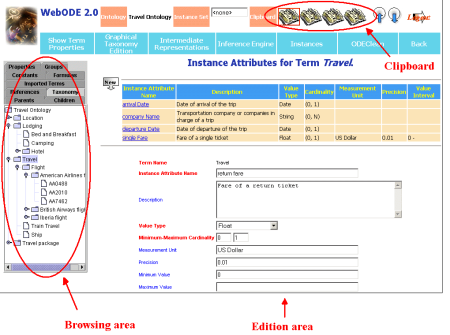 WebODE 2.0
Ontology Travel Ontology Instance Set <none> Clipboard
Show Term Properties
Graphical Taxonomy Edition
Intermediate Representations
Inference Engine
Instances
ODEClean
Back
Clipboard
Instance Attributes for Term Travel.
Properties Groups
Constants Formulas
Imported Terms
References Taxonomy
Parents Children
Travel Ontology
Location
Lodging
Bed and Breakfast
Camping
Hotel
Travel
Flight
American Airlines f
AA0488
AA2010
AA7462
British Airways flig
Iberia flight
Train Travel
Ship
Travel package
New
Instance Attribute Name Description Value Type Cardinality Measurement Unit Precision Value Interval
arrival Date Date of arrival of the trip Date (0, 1)
company Name Transportation company or companies in charge of a trip String (0, N)
departure Date Date of departure of the trip Date (0, 1)
single Fare Fare of a single ticket Float (0, 1) US Dollar 0.01 0 -
Term Name Travel
Instance Attribute Name return fare
Description Fare of a return ticket
Value Type Float
Minimum-Maximum Cardinality 0 1
Measurement Unit US Dollar
Precision 0.01
Minimum Value 0
Maximum Value
Browsing area
Edition area